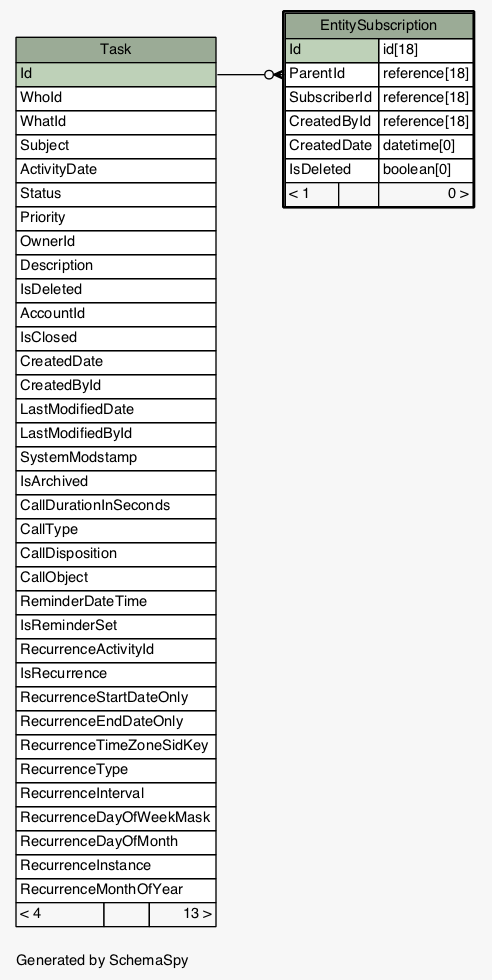 Task
Id
WhoId
WhatId
Subject
ActivityDate
Status
Priority
OwnerId
Description
IsDeleted
AccountId
IsClosed
CreatedDate
CreatedById
LastModifiedDate
LastModifiedById
SystemModstamp
IsArchived
CallDurationInSeconds
CallType
CallDisposition
CallObject
ReminderDateTime
IsReminderSet
RecurrenceActivityId
IsRecurrence
RecurrenceStartDateOnly
RecurrenceEndDateOnly
RecurrenceTimeZoneSidKey
RecurrenceType
RecurrenceInterval
RecurrenceDayOfWeekMask
RecurrenceDayOfMonth
RecurrenceInstance
RecurrenceMonthOfYear
< 4 13 >
EntitySubscription
Id id[18]
ParentId reference[18]
SubscriberId reference[18]
CreatedById reference[18]
CreatedDate datetime[0]
IsDeleted boolean[0]
< 1 0 >
Generated by SchemaSpy